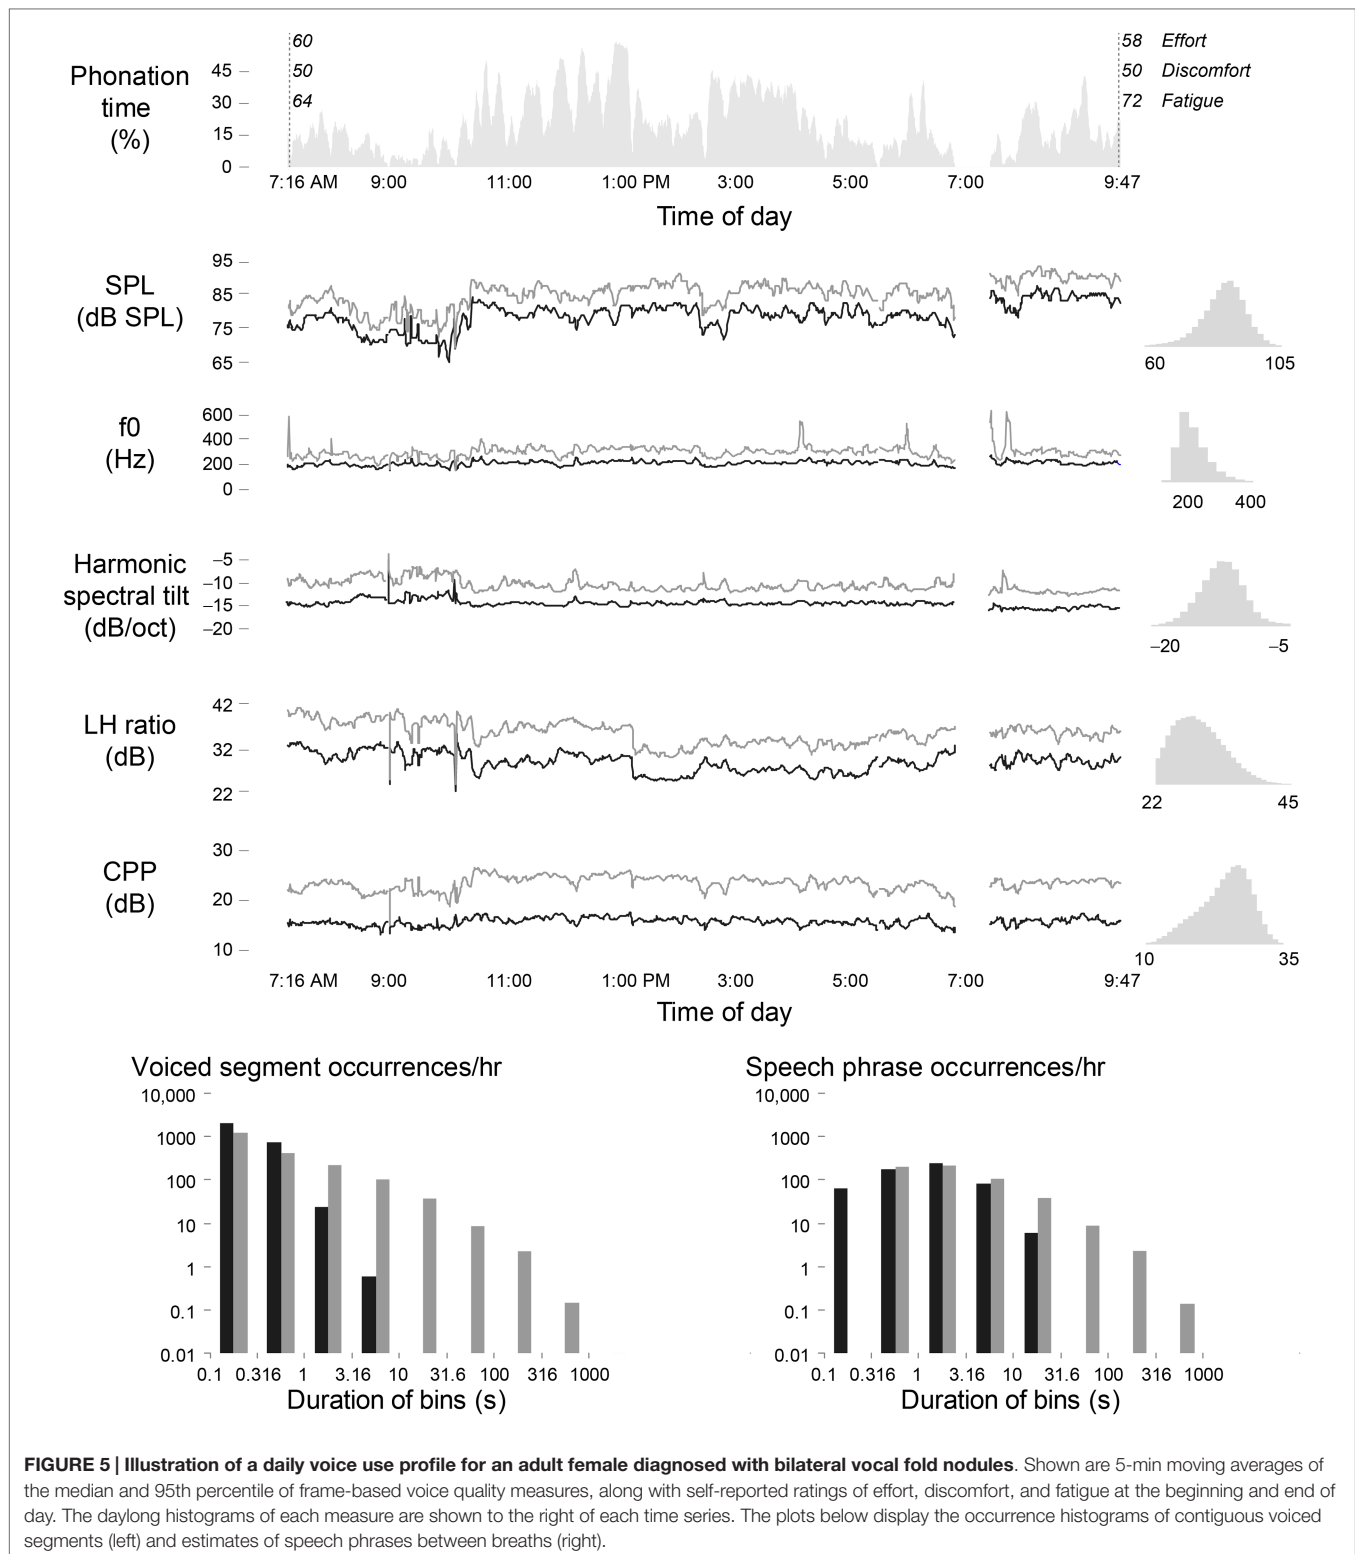 60
58 Effort
50
50 Discomfort
64
72 Fatigue
Phonation
time
(%)
45
30
15
0
7:16 AM 9:00 11:00 1:00 PM 3:00 5:00 7:00 9:47
Time of day
SPL
(dB SPL)
95
85
75
65
60 105
f0
(Hz)
600
400
200
0
200 400
Harmonic
spectral tilt
(dB/oct)
–5
–10
–15
–20
–20 –5
LH ratio
(dB)
42
32
22
22 45
CPP
(dB)
30
20
10
10 35
7:16 AM 9:00 11:00 1:00 PM 3:00 5:00 7:00 9:47
Time of day
Voiced segment occurrences/hr
10,000
1000
100
10
1
0.1
0.01
0.1 0.316 1 3.16 10 31.6 100 316 1000
Duration of bins (s)
Speech phrase occurrences/hr
10,000
1000
100
10
1
0.1
0.01
0.1 0.316 1 3.16 10 31.6 100 316 1000
Duration of bins (s)
FIGURE 5 | Illustration of a daily voice use profile for an adult female diagnosed with bilateral vocal fold nodules. Shown are 5-min moving averages of
the median and 95th percentile of frame-based voice quality measures, along with self-reported ratings of effort, discomfort, and fatigue at the beginning and end of
day. The daylong histograms of each measure are shown to the right of each time series. The plots below display the occurrence histograms of contiguous voiced
segments (left) and estimates of speech phrases between breaths (right).